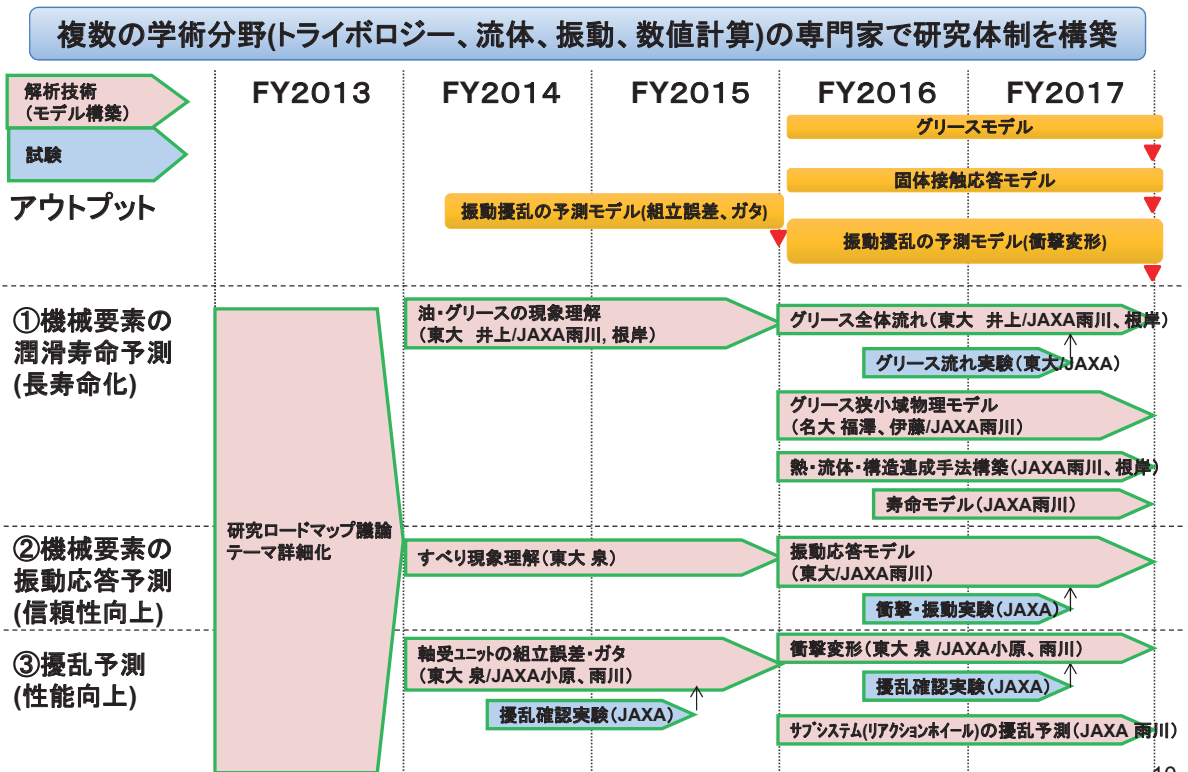 複数の学術分野(トライボロジー、流体、振動、数値計算)の専門家で研究体制を構築
解析技術
(モデル構築)
試験
アウトプット
FY2013
FY2014
FY2015
FY2016
FY2017
グリースモデル
固体接触応答モデル
振動擾乱の予測モデル(組立誤差、ガタ)
振動擾乱の予測モデル(衝撃変形)
①機械要素の
潤滑寿命予測
(長寿命化)
研究ロードマップ議論
テーマ詳細化
油・グリースの現象理解
(東大 井上/JAXA雨川, 根岸)
グリース全体流れ(東大 井上/JAXA雨川、根岸)
グリース流れ実験(東大/JAXA)
グリース狭小域物理モデル
(名大 福澤、伊藤/JAXA雨川)
熱・流体・構造連成手法構築(JAXA雨川、根岸)
寿命モデル(JAXA雨川)
②機械要素の
振動応答予測
(信頼性向上)
すべり現象理解(東大 泉)
振動応答モデル
(東大/JAXA雨川)
衝撃・振動実験(JAXA)
③擾乱予測
(性能向上)
軸受ユニットの組立誤差・ガタ
(東大 泉/JAXA小原、雨川)
擾乱確認実験(JAXA)
衝撃変形(東大 泉 /JAXA小原、雨川)
擾乱確認実験(JAXA)
サブシステム(リアクションホイール)の擾乱予測(JAXA 雨川)